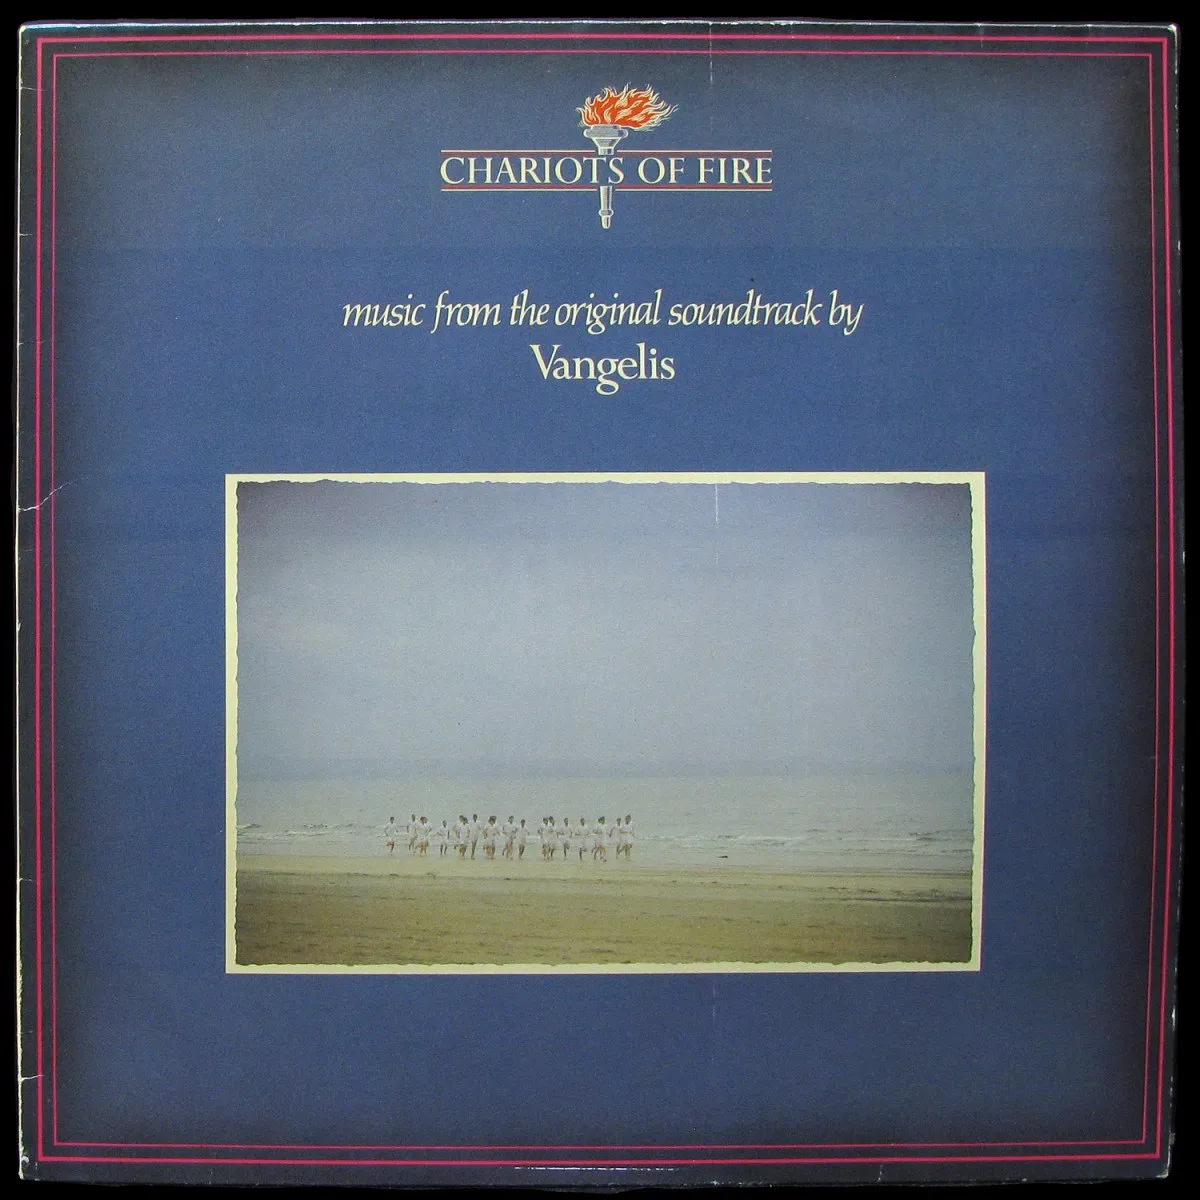 CHARIOTS OF FIRE
music from the original soundtrack by
Vangelis